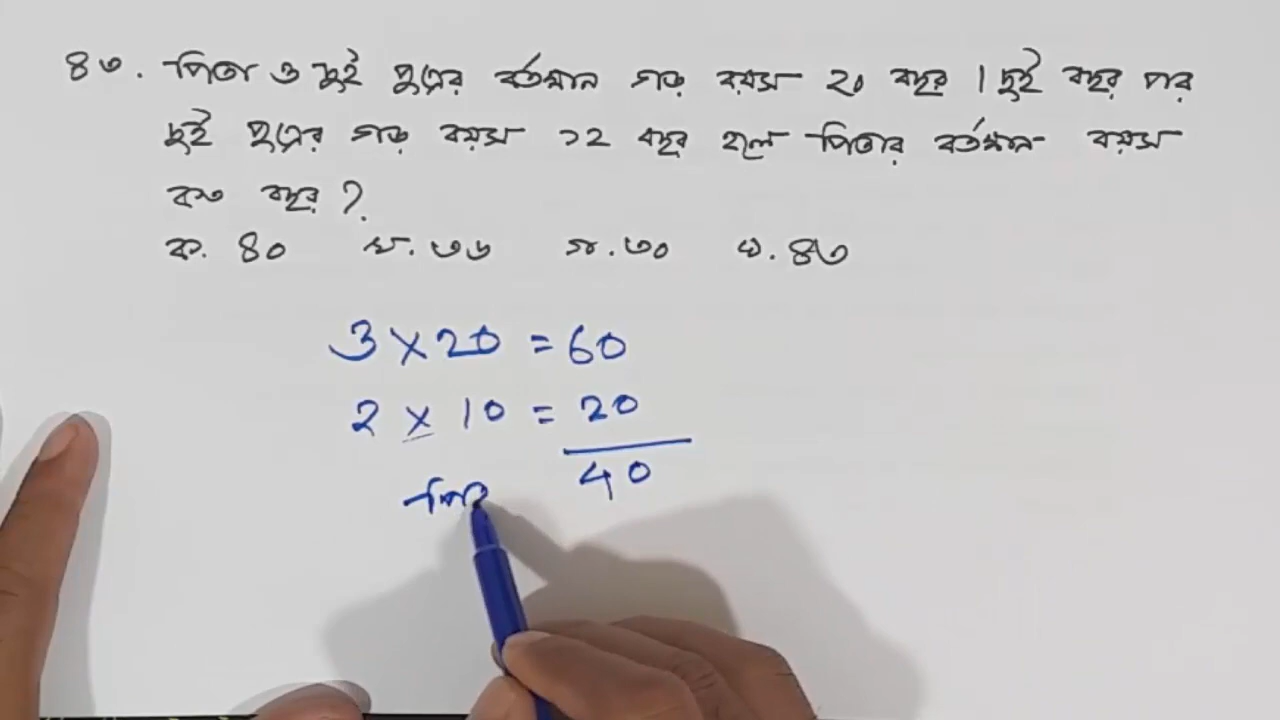 ৪৩. পিতা ও দুই পুত্রের বর্তমান গড় বয়স ২০ বছর । দুই বছর পর
দুই পুত্রের গড় বয়স ১২ বছর হলে পিতার বর্তমান বয়স
কত বছর ?
ক. ৪০ খ. ৩৬ গ. ৩০ ঘ. ৪৩
3 × 20 = 60
2 × 10 = 20
40
পিত